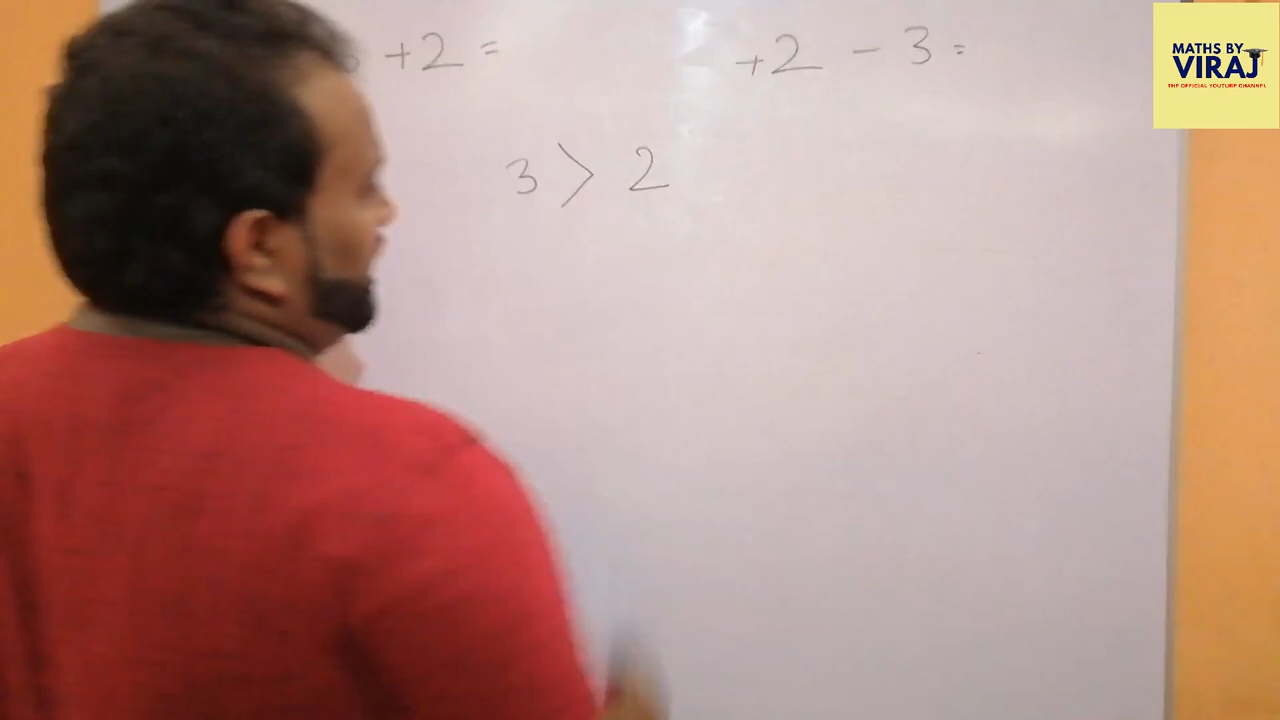 +2 = +2 - 3 =
3 > 2
MATHS BY
VIRAJ
THE OFFICIAL YOUTUBE CHANNEL